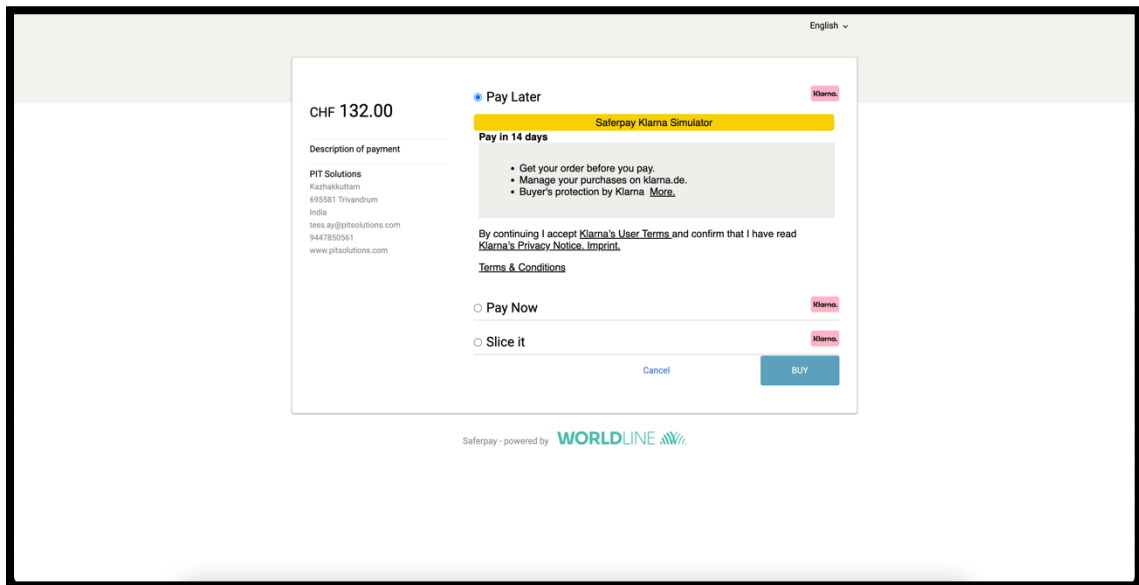 English
CHF 132.00
Description of payment
PIT Solutions
Kazhakkuttam
695581 Trivandrum
India
tess.ay@pitsolutions.com
9447850561
www.pitsolutions.com
Pay Later
Klarna.
Saferpay Klarna Simulator
Pay in 14 days
• Get your order before you pay.
• Manage your purchases on klarna.de.
• Buyer's protection by Klarna More.
By continuing I accept Klarna's User Terms and confirm that I have read
Klarna's Privacy Notice. Imprint.
Terms & Conditions
Pay Now
Klarna.
Slice it
Klarna.
Cancel
BUY
Saferpay - powered by WORLDLINE